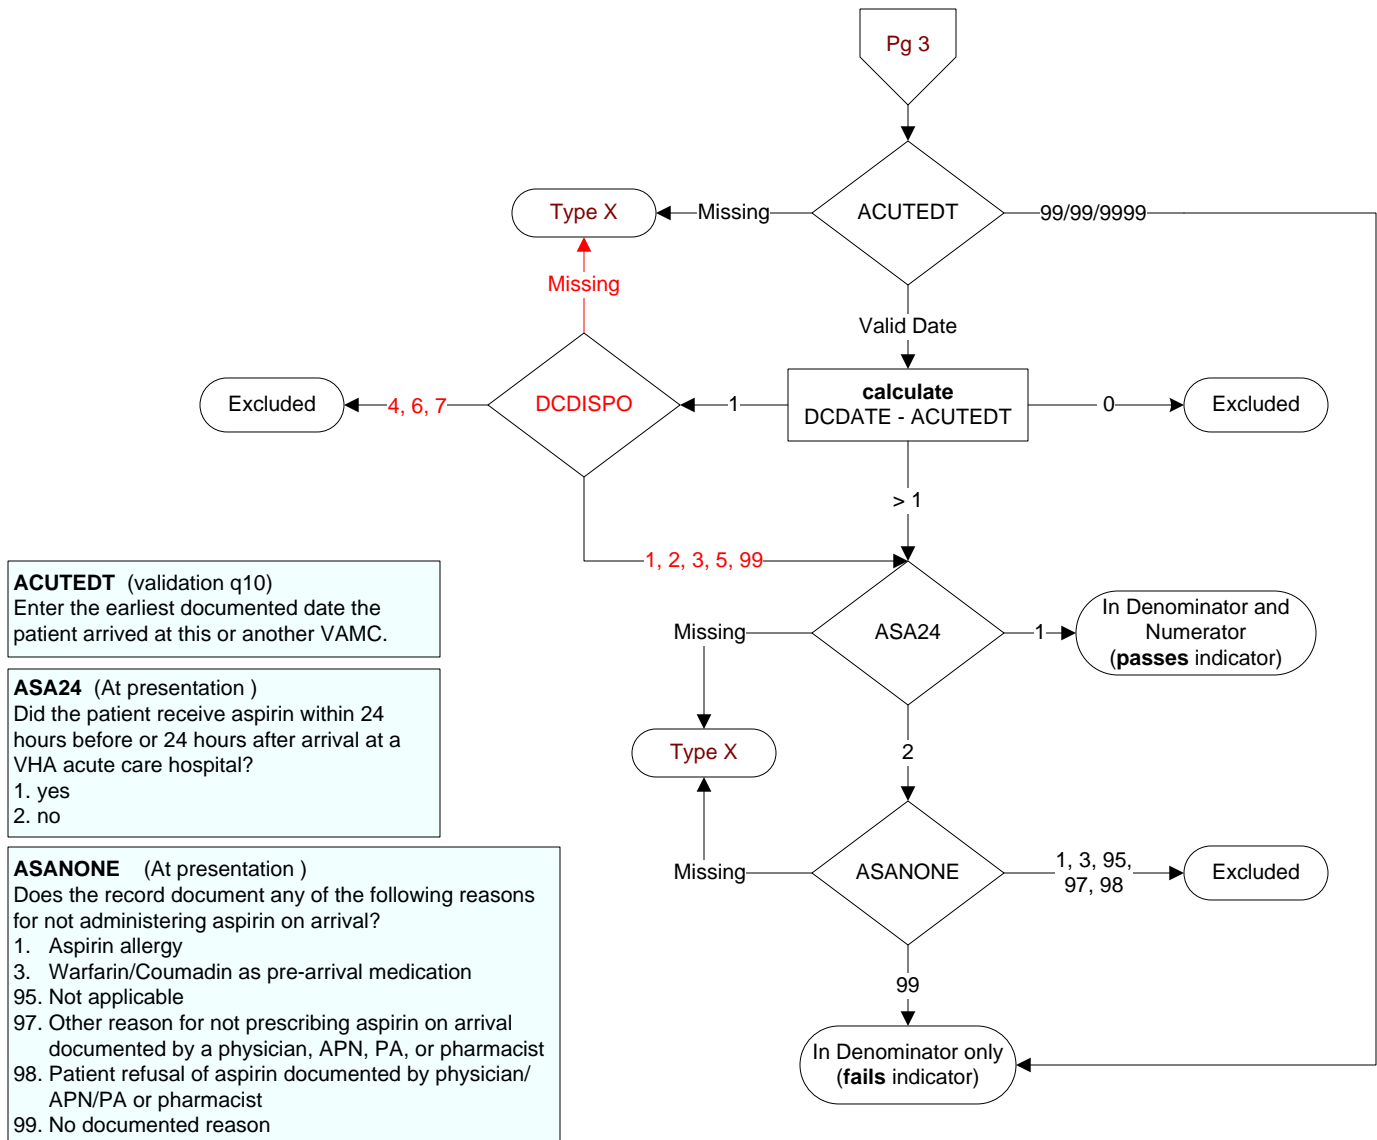 Pg 3
ACUTEDT
Missing
Type X
99/99/9999
Missing
Valid Date
calculate
DCDATE - ACUTEDT
0
Excluded
1
DCDISPO
4, 6, 7
Excluded
> 1
1, 2, 3, 5, 99
ASA24
Missing
1
In Denominator and
Numerator
(passes indicator)
Type X
2
ASANONE
Missing
1, 3, 95,
97, 98
Excluded
99
In Denominator only
(fails indicator)
ACUTEDT (validation q10)
Enter the earliest documented date the
patient arrived at this or another VAMC.
ASA24 (At presentation )
Did the patient receive aspirin within 24
hours before or 24 hours after arrival at a
VHA acute care hospital?
1. yes
2. no
ASANONE (At presentation )
Does the record document any of the following reasons
for not administering aspirin on arrival?
1. Aspirin allergy
3. Warfarin/Coumadin as pre-arrival medication
95. Not applicable
97. Other reason for not prescribing aspirin on arrival
documented by a physician, APN, PA, or pharmacist
98. Patient refusal of aspirin documented by physician/
APN/PA or pharmacist
99. No documented reason